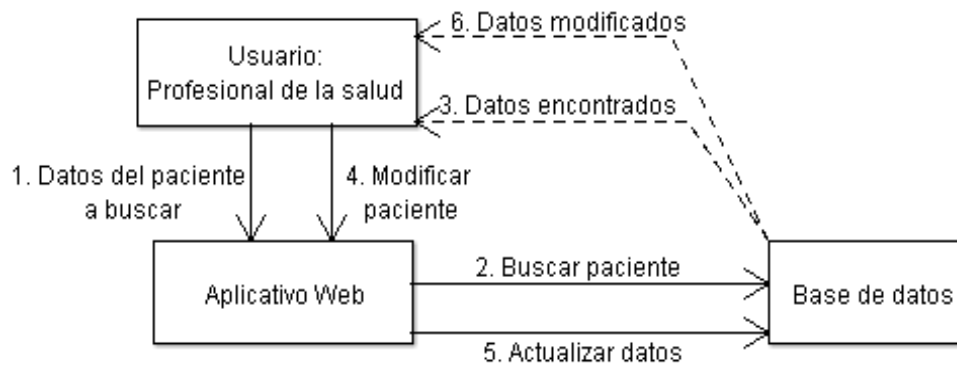 6. Datos modificados
Usuario:
Profesional de la salud
3. Datos encontrados
1. Datos del paciente
a buscar
4. Modificar
paciente
2. Buscar paciente
Aplicativo Web
Base de datos
5. Actualizar datos